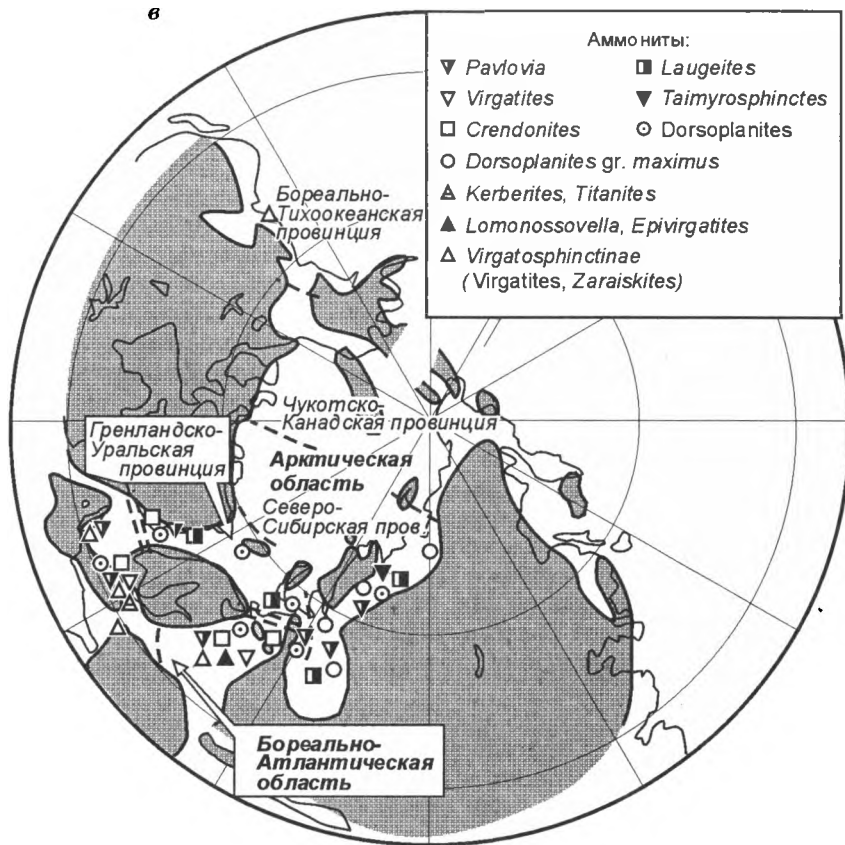 в
Аммониты:
Pavlovia
Laugeites
Virgatites
Taimyrosphinctes
Crendonites
Dorsoplanites
Dorsoplanites gr. maximus
Kerberites, Titanites
Lomonossovella, Epivirgatites
Virgatosphinctinae
(Virgatites, Zaraiskites)
Бореально-
Тихоокеанская
провинция
Чукотско-
Канадская провинция
Гренландско-
Уральская
провинция
Арктическая
область
Северо-
Сибирская пров.
Бореально-
Атлантическая
область